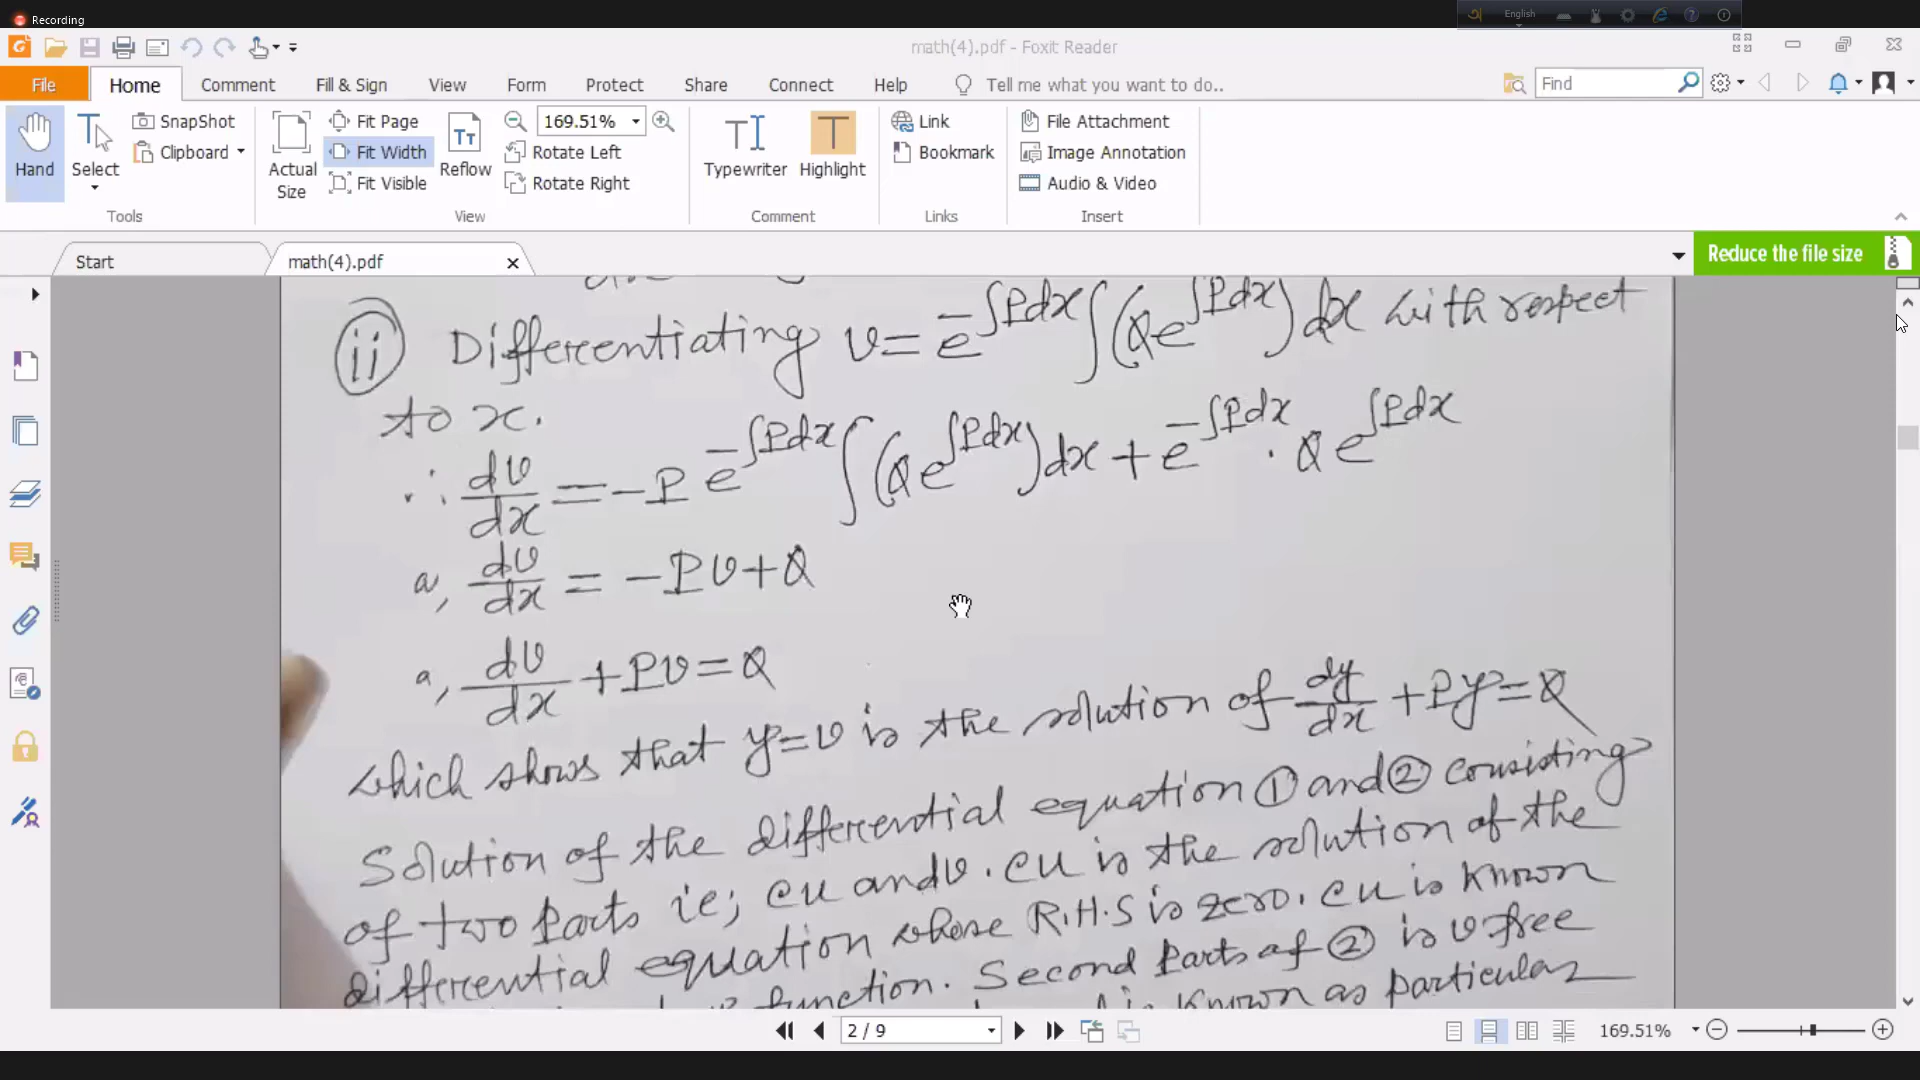 Recording
English
math(4).pdf - Foxit Reader
File Home Comment Fill & Sign View Form Protect Share Connect Help Tell me what you want to do.. Find
Hand
Select
SnapShot
Clipboard
Tools
Actual Size
Fit Page
Fit Width
Fit Visible
Reflow
169.51%
Rotate Left
Rotate Right
View
Typewriter
Highlight
Comment
Link
Bookmark
Links
File Attachment
Image Annotation
Audio & Video
Insert
Start
math(4).pdf
Reduce the file size
(ii) Differentiating v = e^{-∫Pdx} ∫(Qe^{∫Pdx})dx with respect
to x.
∴ dv/dx = -P e^{-∫Pdx} ∫(Qe^{∫Pdx})dx + e^{-∫Pdx} · Qe^{∫Pdx}
a, dv/dx = -Pv+Q
a, dv/dx + Pv = Q
which shows that y=v is the solution of dy/dx + Py = Q
Solution of the differential equation ① and ② consisting
of two parts ie; cu and v. cu is the solution of the
differential equation whose R.H.S is zero. cu is known
function. Second parts of ② is v free
is known as particular
2 / 9
169.51%